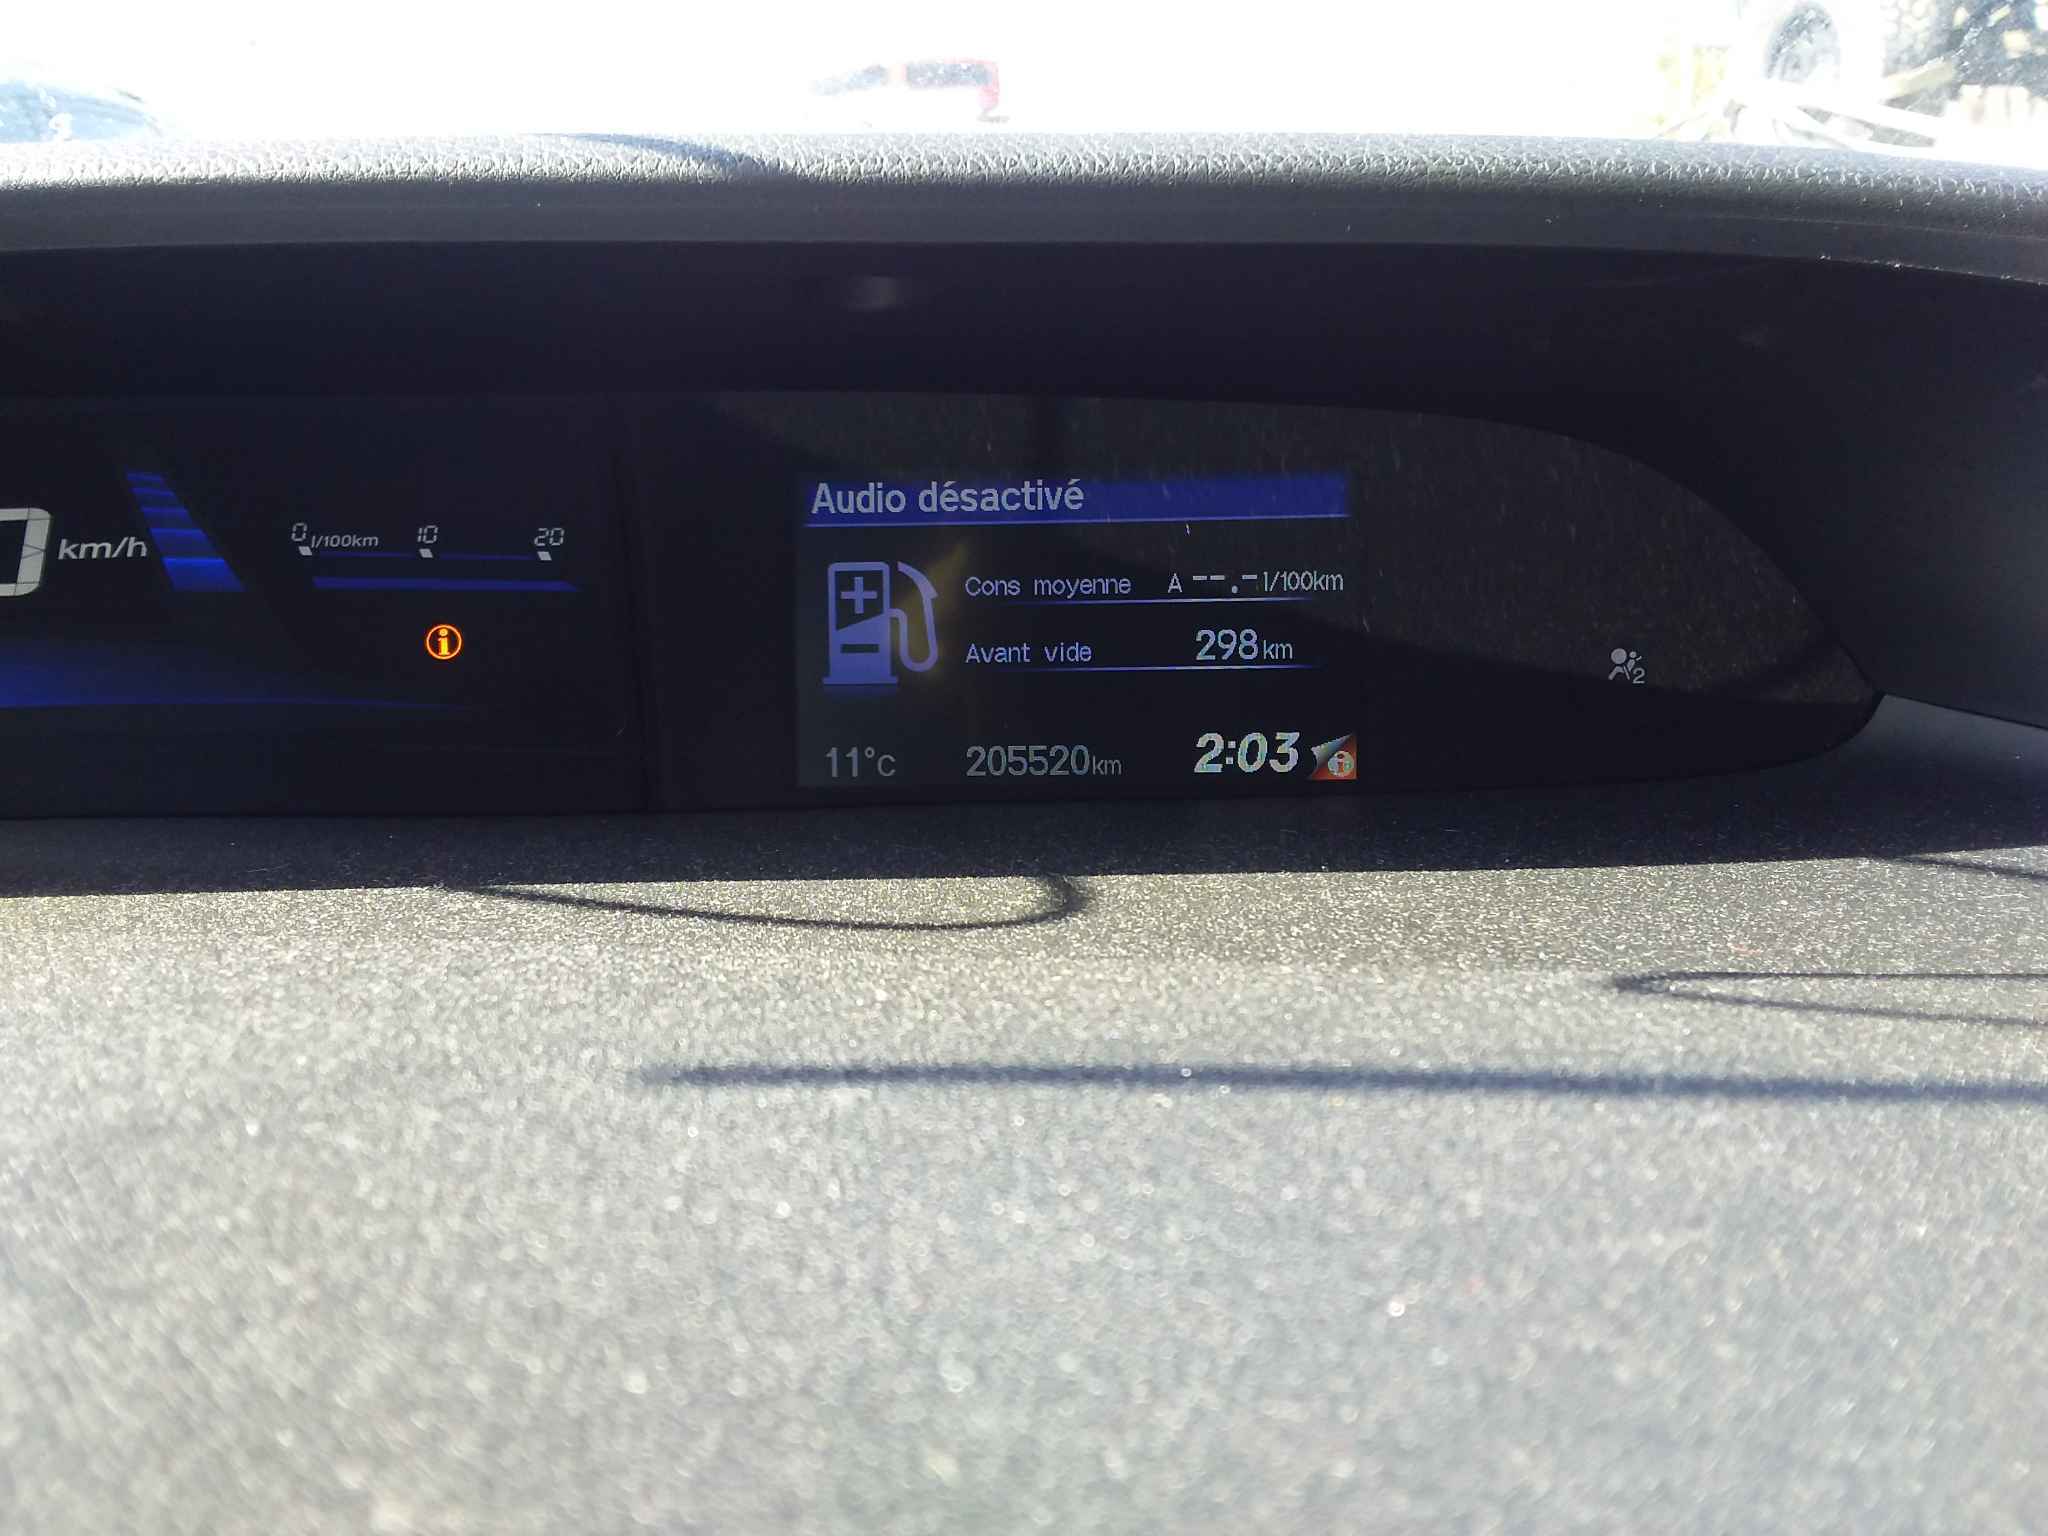 km/h
0 l/100km 10 20
i
Audio désactivé
Cons moyenne A --.- l/100km
Avant vide 298 km
11°c 205520 km 2:03 i
2